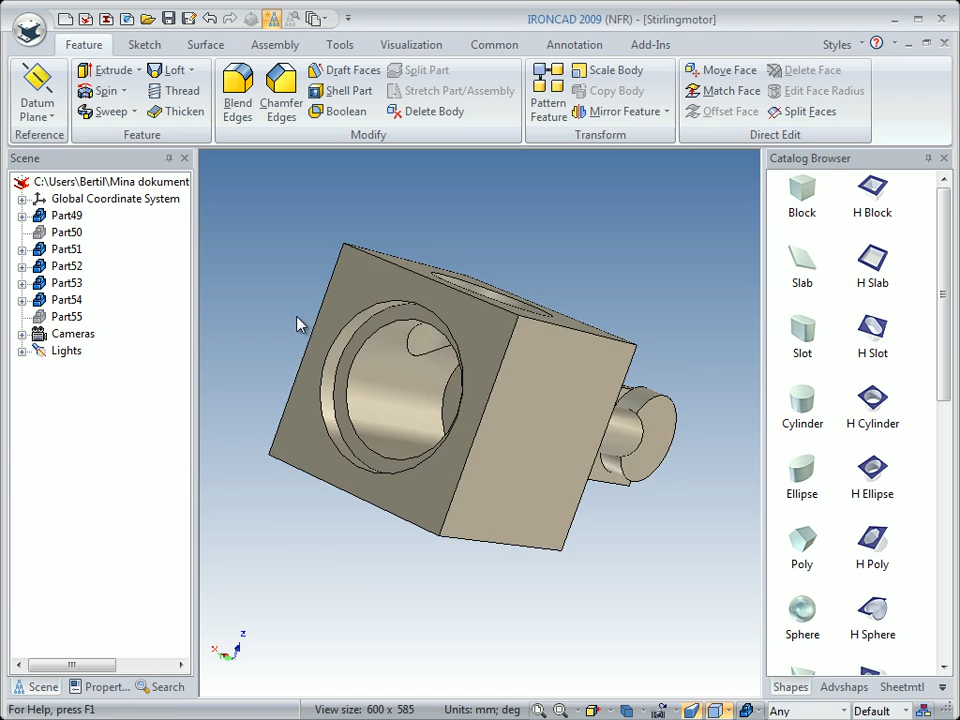 IRONCAD 2009 (NFR) - [Stirlingmotor]
Feature Sketch Surface Assembly Tools Visualization Common Annotation Add-Ins Styles
Datum Plane
Extrude Loft
Spin Thread
Sweep Thicken
Blend Edges
Chamfer Edges
Draft Faces Split Part
Shell Part Stretch Part/Assembly
Boolean Delete Body
Pattern Feature
Scale Body
Copy Body
Mirror Feature
Move Face Delete Face
Match Face Edit Face Radius
Offset Face Split Faces
Reference Feature Modify Transform Direct Edit
Scene
C:\Users\Bertil\Mina dokument
Global Coordinate System
Part49
Part50
Part51
Part52
Part53
Part54
Part55
Cameras
Lights
Scene Propert... Search
z
x
Catalog Browser
Block H Block
Slab H Slab
Slot H Slot
Cylinder H Cylinder
Ellipse H Ellipse
Poly H Poly
Sphere H Sphere
Shapes Advshaps Sheetmtl
For Help, press F1 View size: 600 x 585 Units: mm; deg Any Default